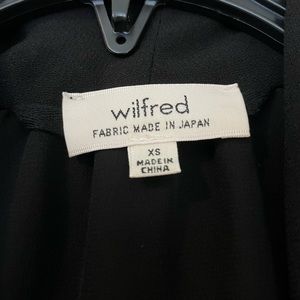 wilfred
FABRIC MADE IN JAPAN
XS
MADE IN
CHINA